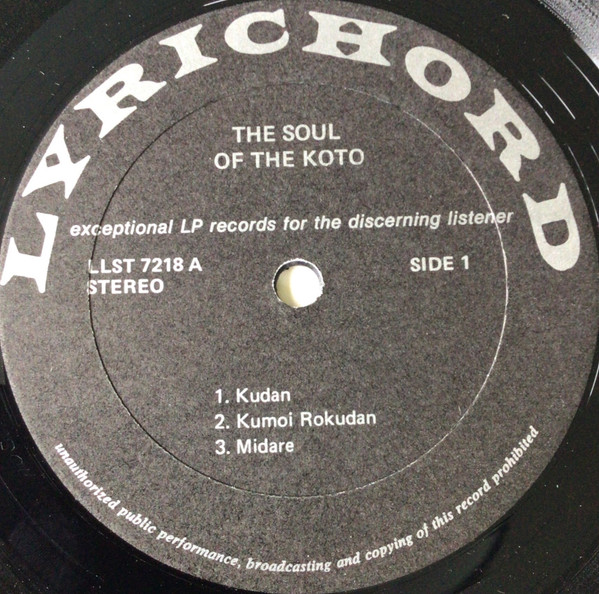 LYRICHORD
THE SOUL
OF THE KOTO
exceptional LP records for the discerning listener
LLST 7218 A
STEREO
SIDE 1
1. Kudan
2. Kumoi Rokudan
3. Midare
unauthorized public performance, broadcasting and copying of this record prohibited